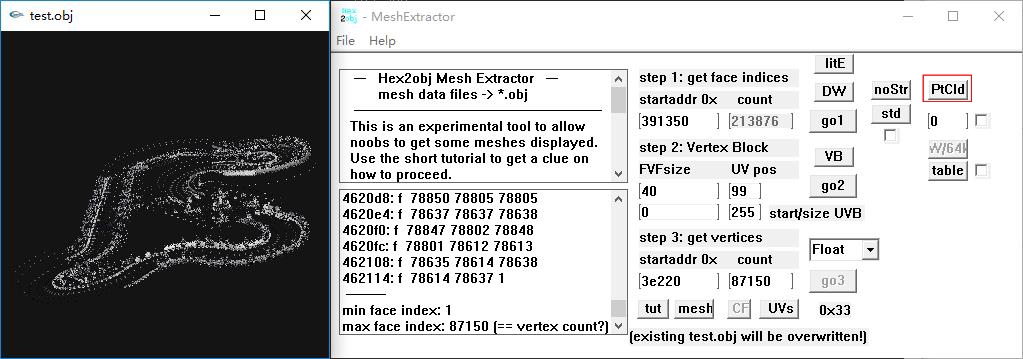 test.obj
Hex
2obj
- MeshExtractor
File Help
— Hex2obj Mesh Extractor —
mesh data files -> *.obj
This is an experimental tool to allow
noobs to get some meshes displayed.
Use the short tutorial to get a clue on
how to proceed.
4620d8: f 78850 78805 78805
4620e4: f 78637 78637 78638
4620f0: f 78847 78802 78848
4620fc: f 78801 78612 78613
462108: f 78635 78614 78638
462114: f 78614 78637 1
min face index: 1
max face index: 87150 (== vertex count?)
step 1: get face indices
startaddr 0x count
391350 213876
step 2: Vertex Block
FVFsize UV pos
40 99
0 255 start/size UVB
step 3: get vertices
startaddr 0x count
3e220 87150
tut mesh CF UVs 0x33
(existing test.obj will be overwritten!)
litE
DW
go1
VB
go2
Float
go3
noStr
std
PtCld
0
W/64k
table